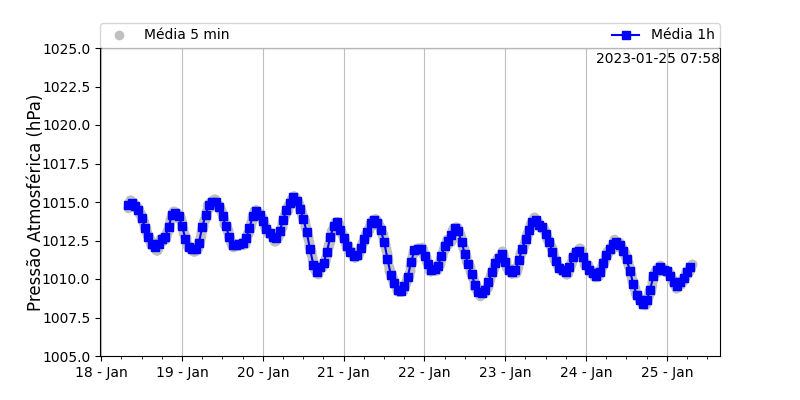 Média 5 min
Média 1h
2023-01-25 07:58
Pressão Atmosférica (hPa)
1025.0
1022.5
1020.0
1017.5
1015.0
1012.5
1010.0
1007.5
1005.0
18 - Jan
19 - Jan
20 - Jan
21 - Jan
22 - Jan
23 - Jan
24 - Jan
25 - Jan